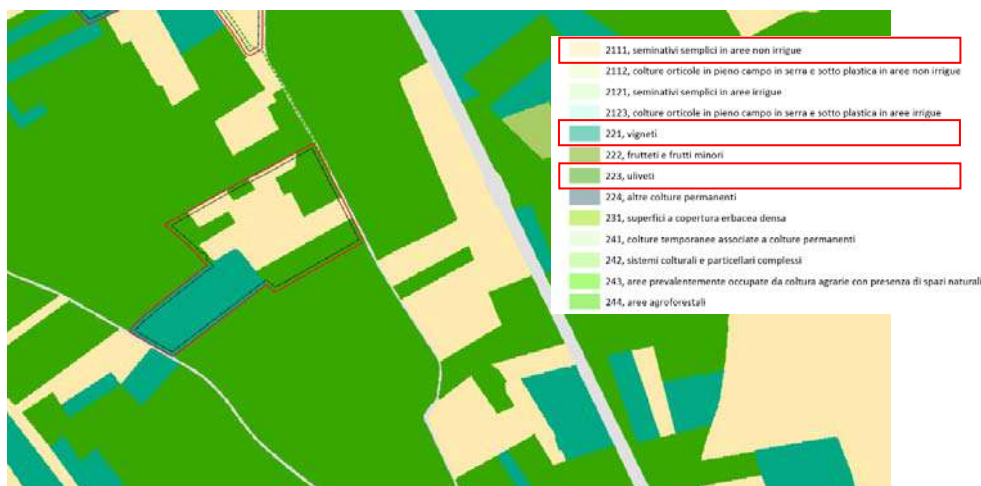 2111, seminativi semplici in aree non irrigue
2112, colture orticole in pieno campo in serra e sotto plastica in aree non irrigue
2121, seminativi semplici in aree irrigue
2123, colture orticole in pieno campo in serra e sotto plastica in aree irrigue
221, vigneti
222, frutteti e frutti minori
223, uliveti
224, altre colture permanenti
231, superfici a copertura erbacea densa
241, colture temporanee associate a colture permanenti
242, sistemi colturali e particellari complessi
243, aree prevalentemente occupate da coltura agrarie con presenza di spazi naturali
244, aree agroforestali